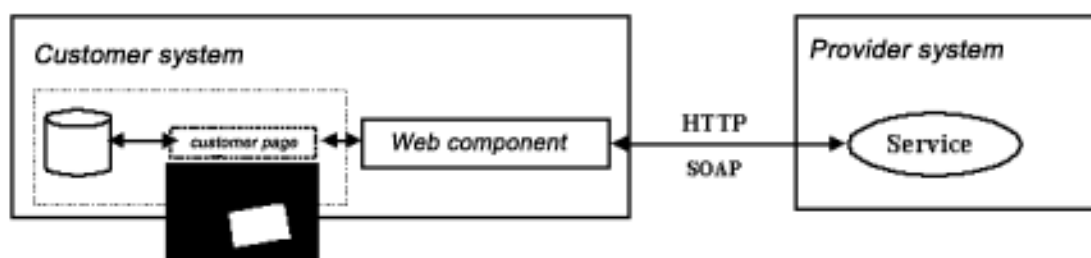 Customer system
Provider system
customer page
Web component
HTTP
SOAP
Service